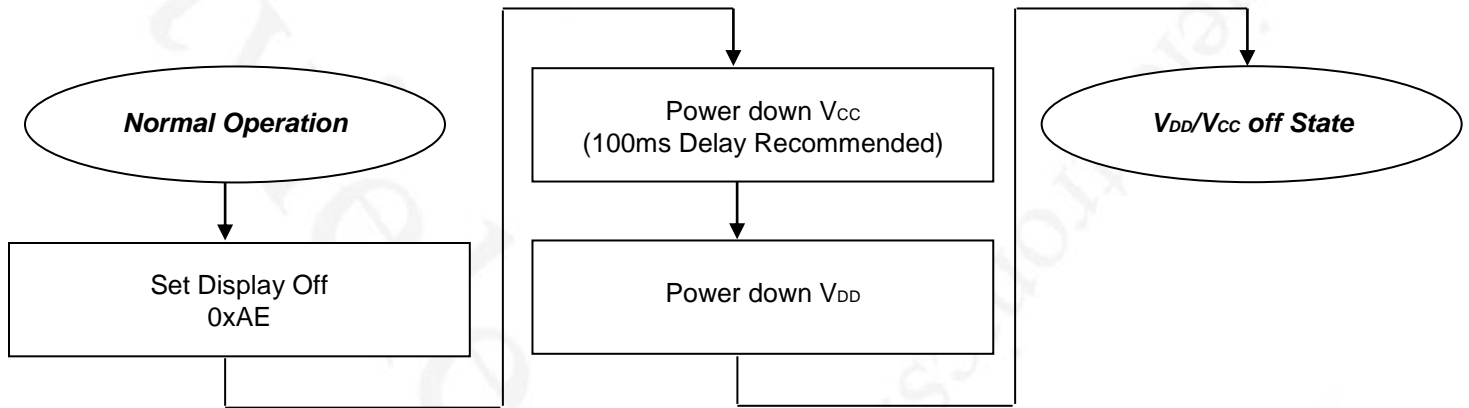 Normal Operation
Set Display Off
0xAE
Power down VCC
(100ms Delay Recommended)
Power down VDD
VDD/VCC off State